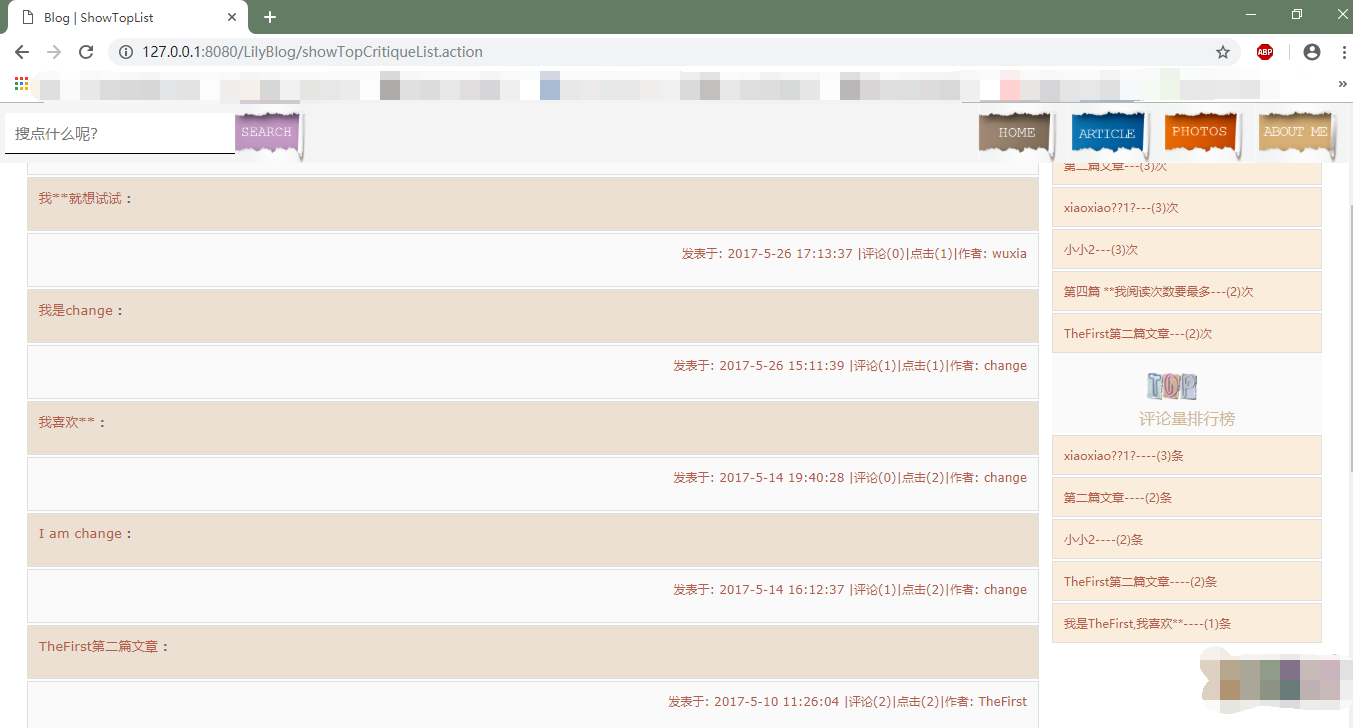 Blog | ShowTopList
127.0.0.1:8080/LilyBlog/showTopCritiqueList.action
ABP
搜点什么呢?
SEARCH
HOME
ARTICLE
PHOTOS
ABOUT ME
我**就想试试：
发表于: 2017-5-26 17:13:37 |评论(0)|点击(1)|作者: wuxia
我是change：
发表于: 2017-5-26 15:11:39 |评论(1)|点击(1)|作者: change
我喜欢**：
发表于: 2017-5-14 19:40:28 |评论(0)|点击(2)|作者: change
I am change：
发表于: 2017-5-14 16:12:37 |评论(1)|点击(2)|作者: change
TheFirst第二篇文章：
发表于: 2017-5-10 11:26:04 |评论(2)|点击(2)|作者: TheFirst
第二篇文章---(3)次
xiaoxiao??1?---(3)次
小小2---(3)次
第四篇 **我阅读次数要最多---(2)次
TheFirst第二篇文章---(2)次
TOP
评论量排行榜
xiaoxiao??1?----(3)条
第二篇文章----(2)条
小小2----(2)条
TheFirst第二篇文章----(2)条
我是TheFirst,我喜欢**----(1)条